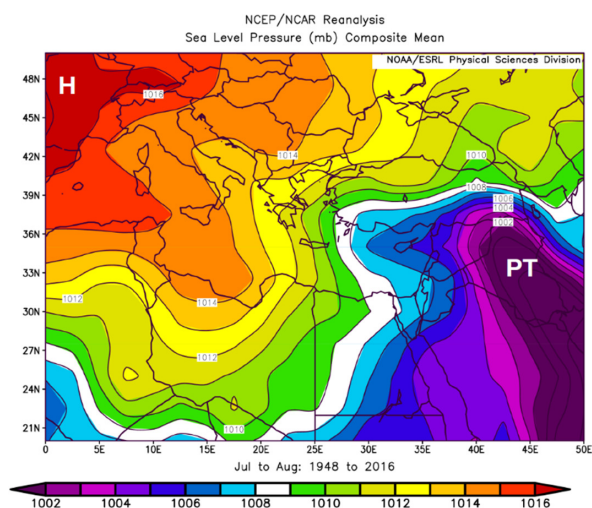 NCEP/NCAR Reanalysis
Sea Level Pressure (mb) Composite Mean
NOAA/ESRL Physical Sciences Division
48N
H
1016
45N
42N
1014
1010
39N
1008
1006
1004
36N
1002
33N
PT
1012
1014
30N
27N
1012
24N
21N
1010
0 5E 10E 15E 20E 25E 30E 35E 40E 45E 50E
Jul to Aug: 1948 to 2016
1002 1004 1006 1008 1010 1012 1014 1016